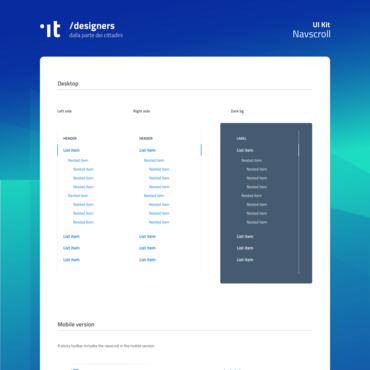 ·it /designers
dalla parte dei cittadini
UI Kit
Navscroll
Desktop
Left side
Right side
Dark bg
HEADER
List item
Nested item
Nested item
Nested item
Nested item
Nested item
Nested item
Nested item
Nested item
List item
List item
List item
HEADER
List item
Nested item
Nested item
Nested item
Nested item
Nested item
Nested item
Nested item
Nested item
List item
List item
List item
LABEL
List item
Nested item
Nested item
Nested item
Nested item
Nested item
Nested item
Nested item
Nested item
List item
List item
List item
Mobile version
A sticky toolbar includes the navscroll in the mobile version